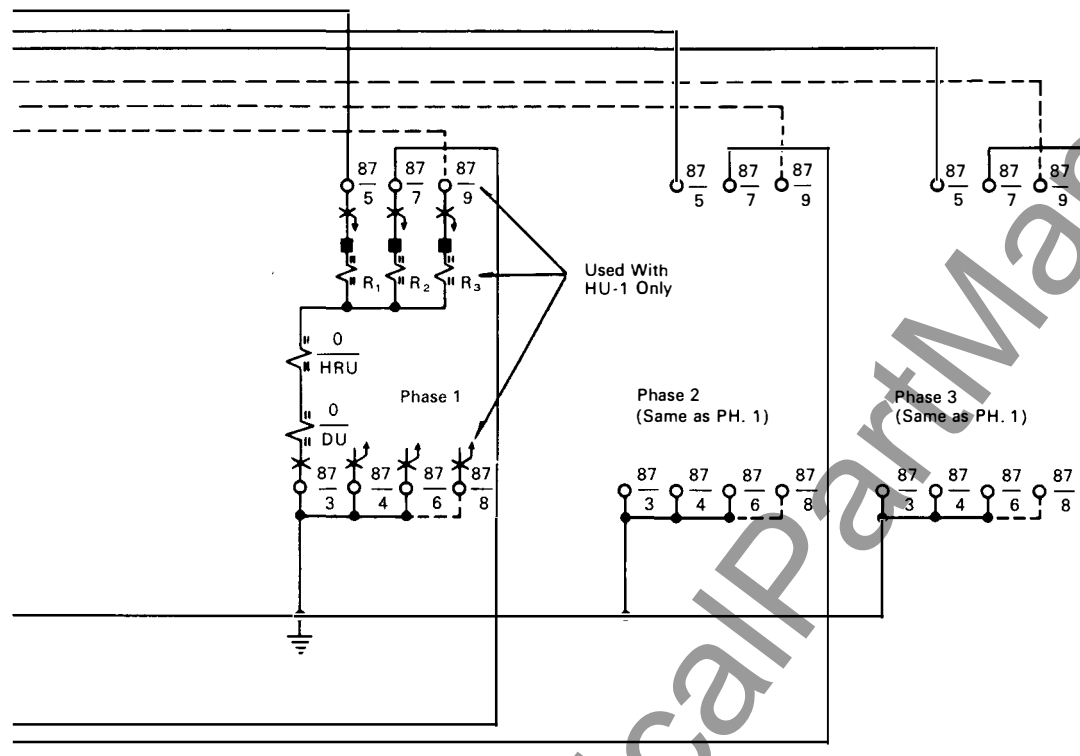 87 87 87
5 7 9
87 87 87
5 7 9
87 87 87
5 7 9
R₁ R₂ R₃
Used With
HU-1 Only
0
HRU
Phase 1
Phase 2
(Same as PH. 1)
Phase 3
(Same as PH. 1)
0
DU
87 87 87 87
3 4 6 8
87 87 87 87
3 4 6 8
87 87 87 87
3 4 6 8
calPartMa